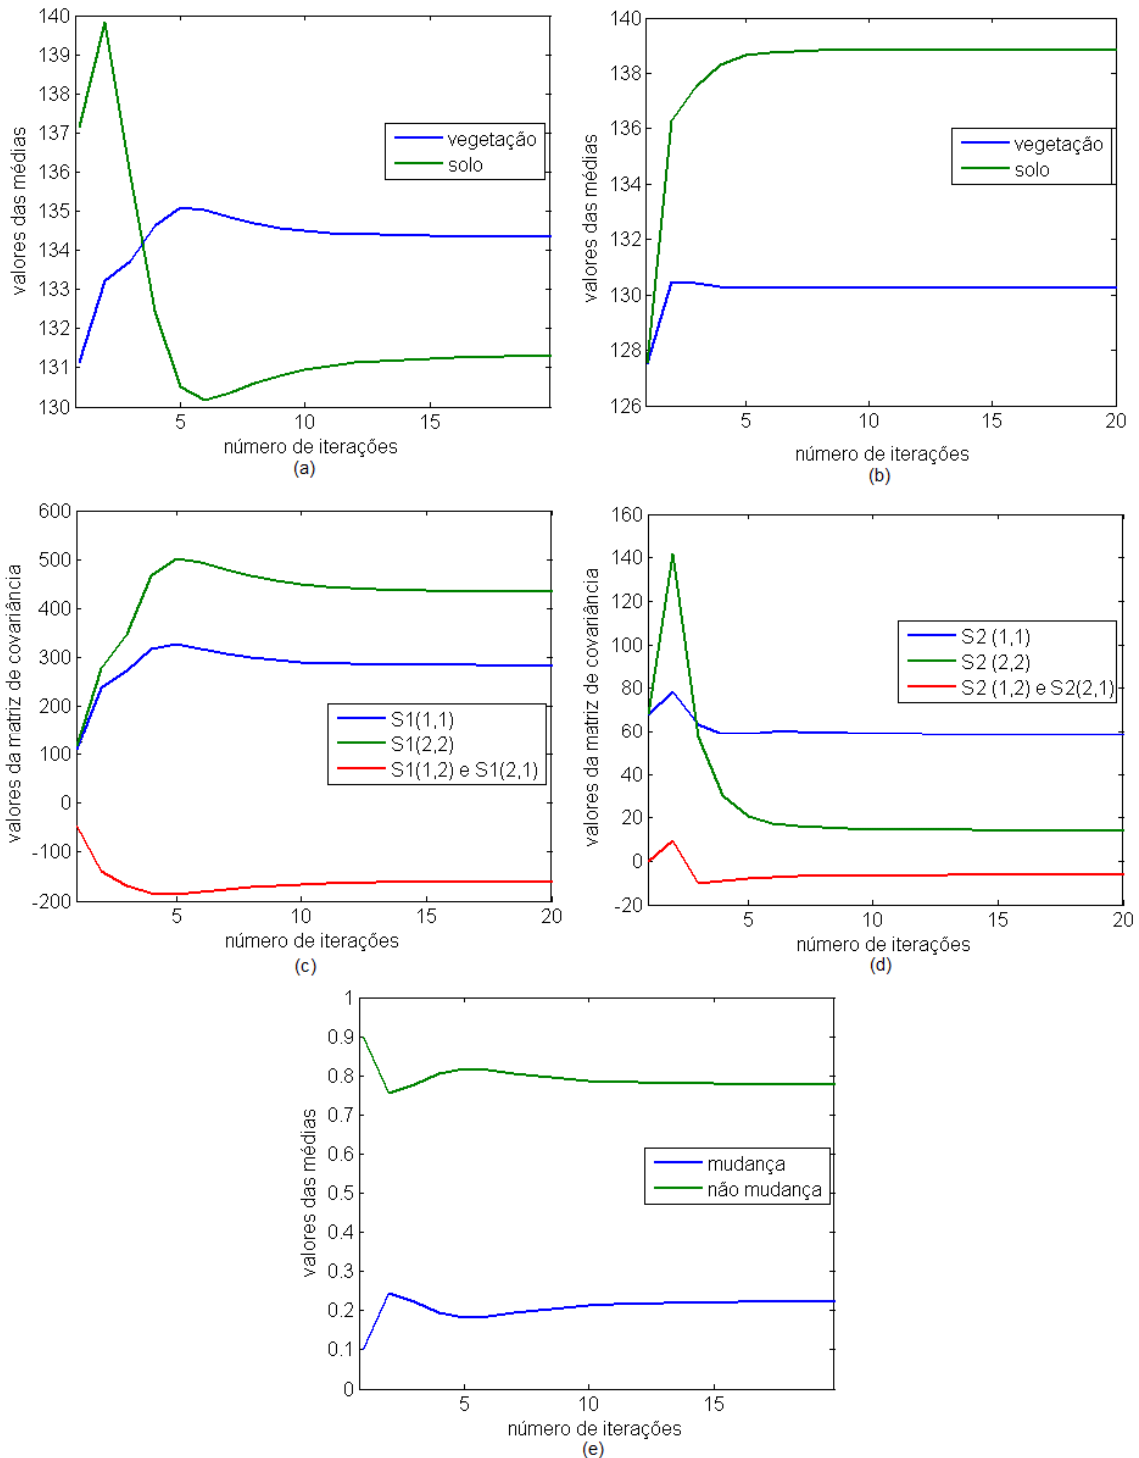 140
139
138
137
136
135
134
133
132
131
130
valores das médias
vegetação
solo
5
10
15
número de iterações
(a)
140
138
136
134
132
130
128
126
valores das médias
vegetação
solo
5
10
15
20
número de iterações
(b)
600
500
400
300
200
100
0
-100
-200
valores da matriz de covariância
S1(1,1)
S1(2,2)
S1(1,2) e S1(2,1)
5
10
15
20
número de iterações
(c)
160
140
120
100
80
60
40
20
0
-20
valores da matriz de covariância
S2 (1,1)
S2 (2,2)
S2 (1,2) e S2(2,1)
5
10
15
20
número de iterações
(d)
1
0.9
0.8
0.7
0.6
0.5
0.4
0.3
0.2
0.1
0
valores das médias
mudança
não mudança
5
10
15
número de iterações
(e)